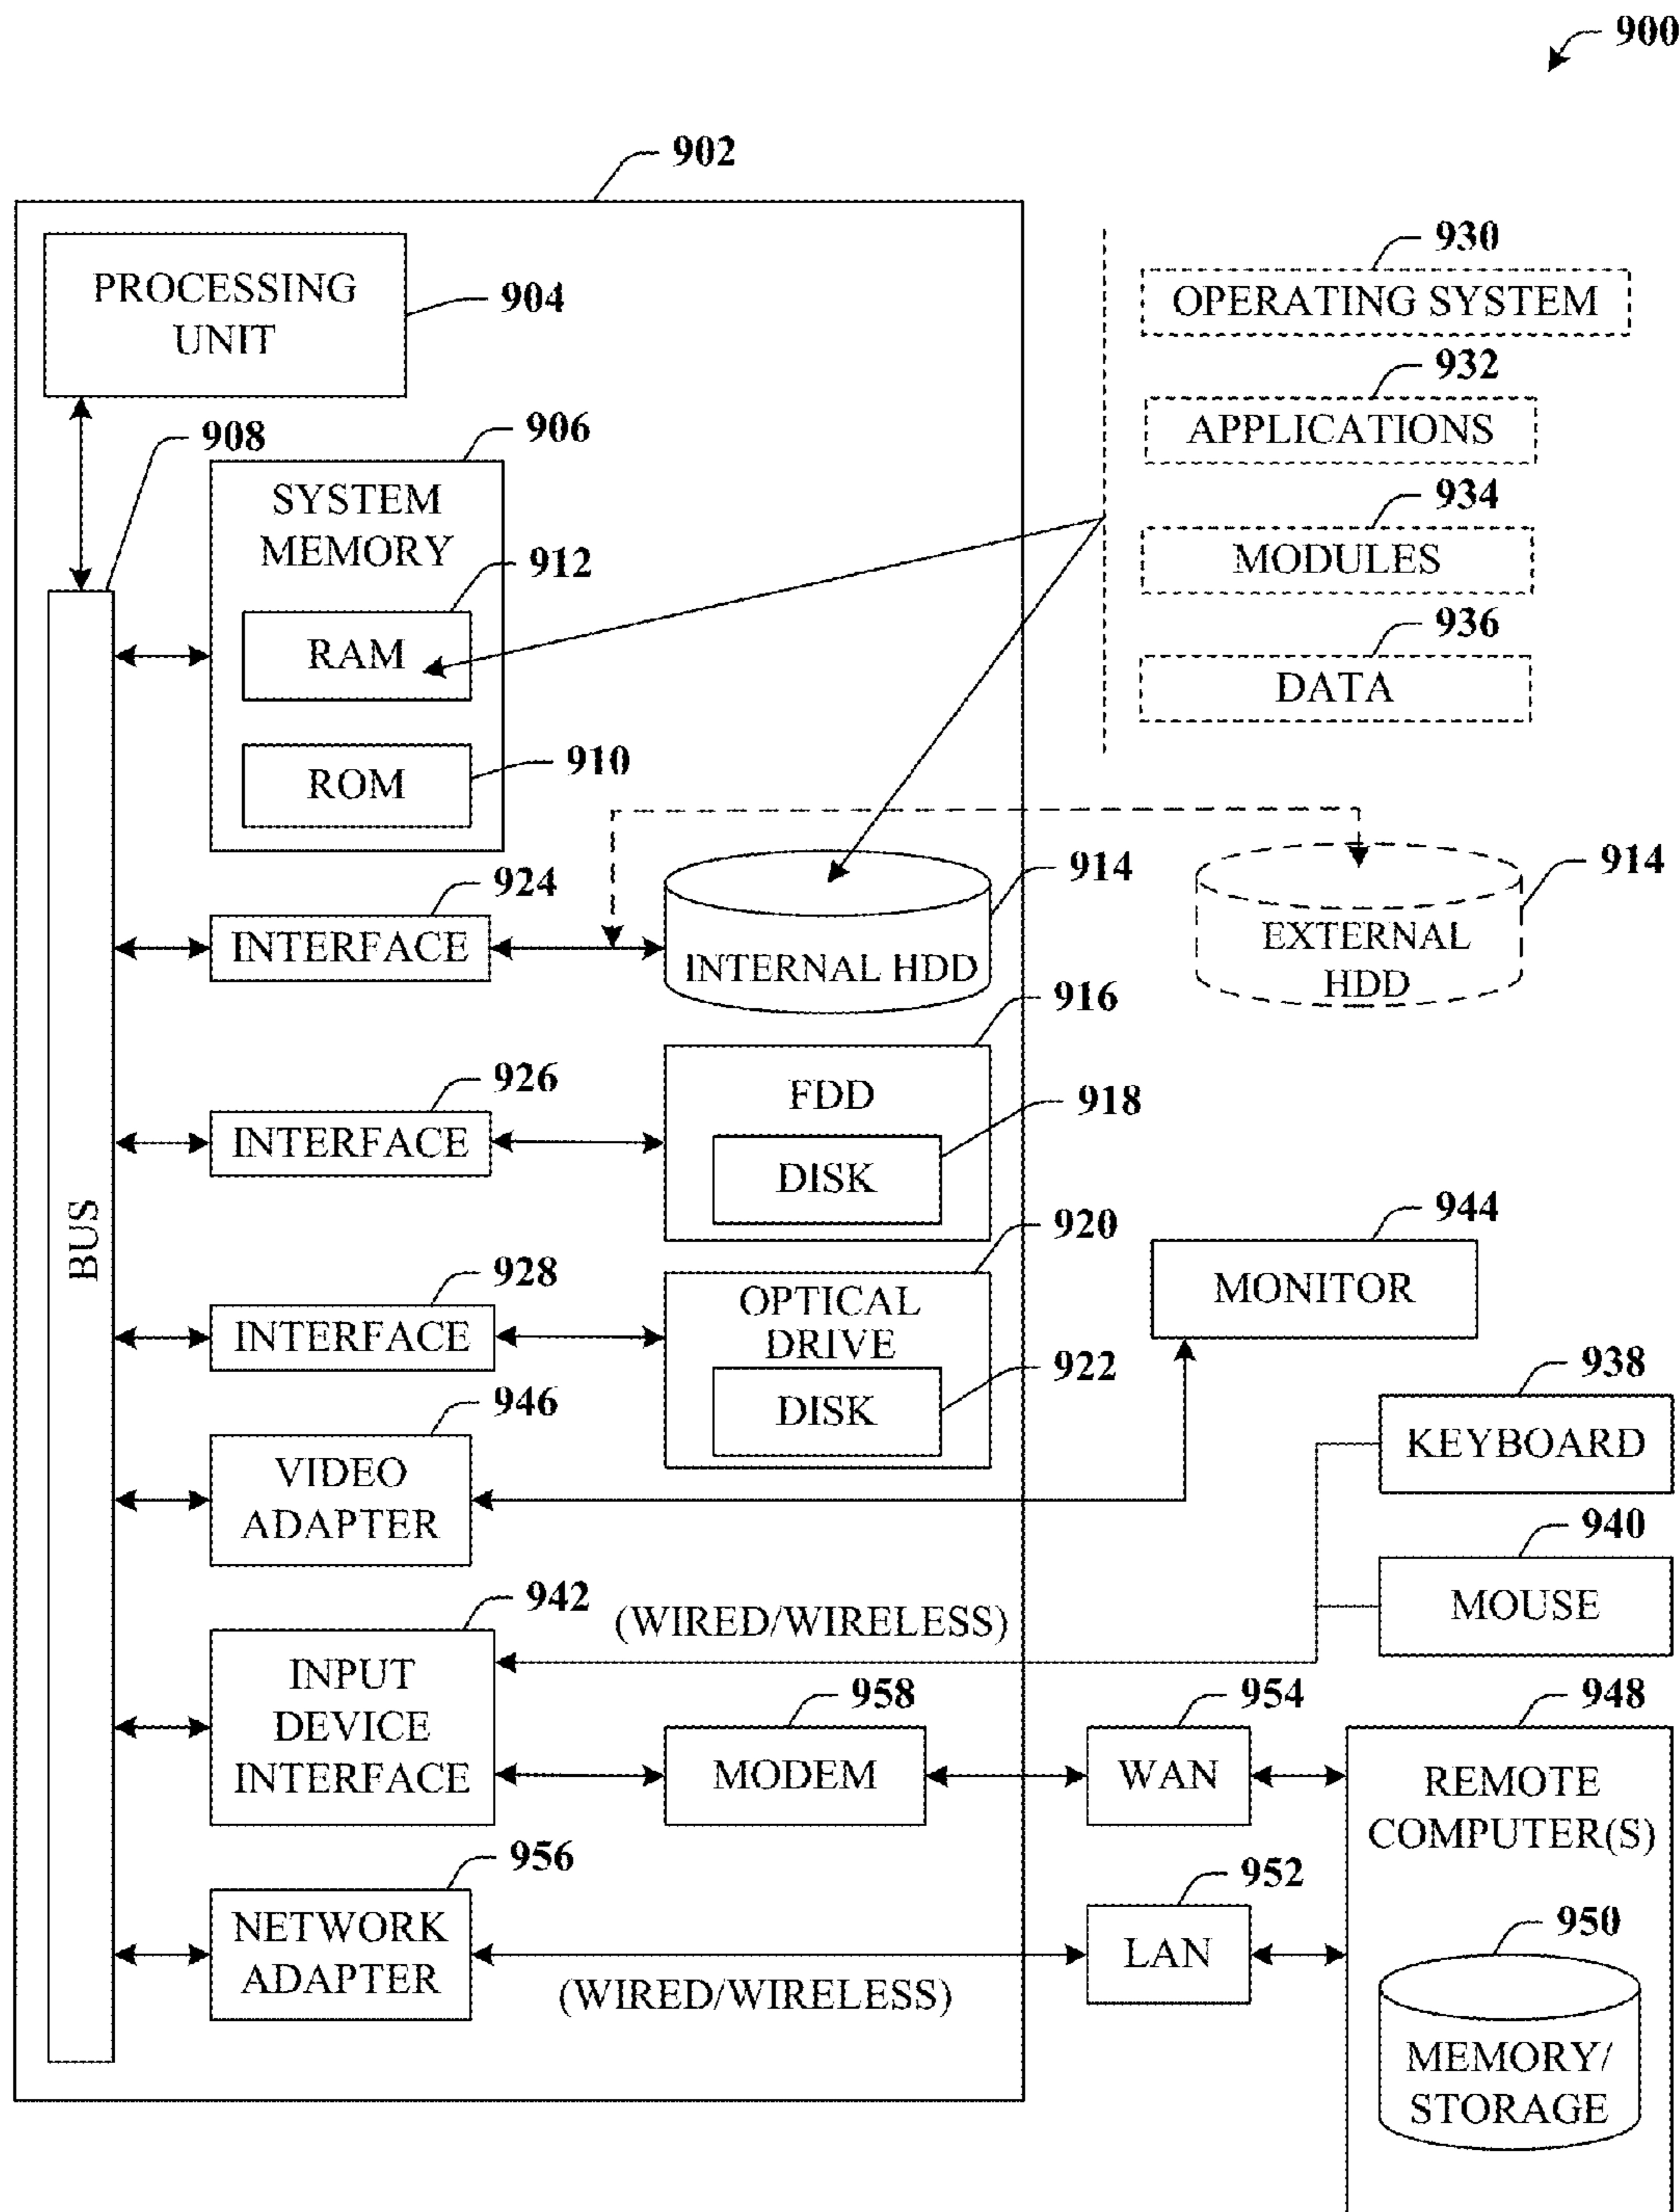 900
902
PROCESSING
UNIT
904
930
OPERATING SYSTEM
932
APPLICATIONS
934
MODULES
936
DATA
908
906
SYSTEM
MEMORY
912
RAM
910
ROM
BUS
924
INTERFACE
914
INTERNAL HDD
914
EXTERNAL
HDD
926
INTERFACE
916
FDD
918
DISK
928
INTERFACE
920
OPTICAL
DRIVE
922
DISK
944
MONITOR
946
VIDEO
ADAPTER
938
KEYBOARD
940
MOUSE
942
INPUT
DEVICE
INTERFACE
(WIRED/WIRELESS)
958
MODEM
954
WAN
948
REMOTE
COMPUTER(S)
956
NETWORK
ADAPTER
(WIRED/WIRELESS)
952
LAN
950
MEMORY/
STORAGE